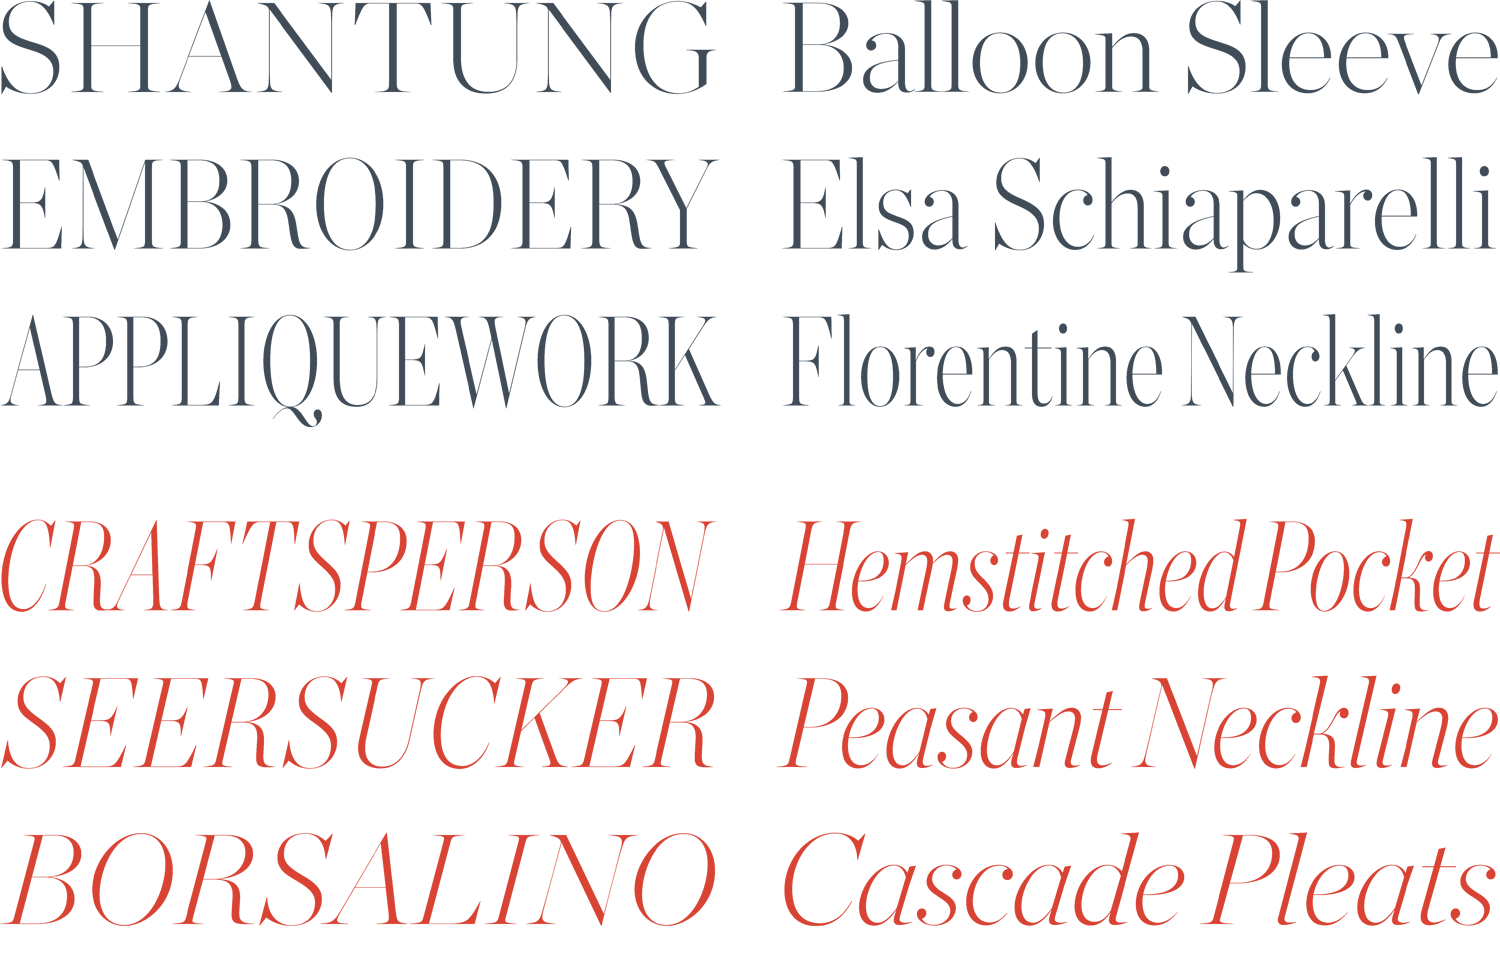 SHANTUNG
EMBROIDERY
APPLIQUEWORK
CRAFTSPERSON
SEERSUCKER
BORSALINO
Balloon Sleeve
Elsa Schiaparelli
Florentine Neckline
Hemstitched Pocket
Peasant Neckline
Cascade Pleats